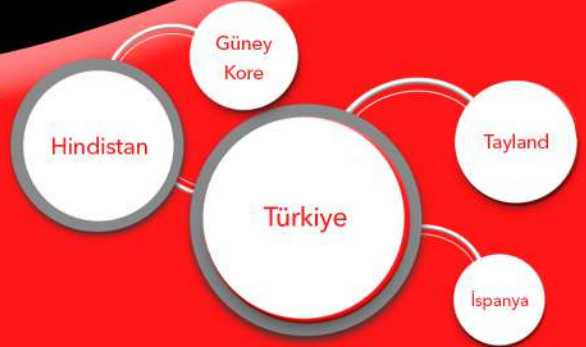 Güney
Kore
Hindistan
Tayland
Türkiye
İspanya